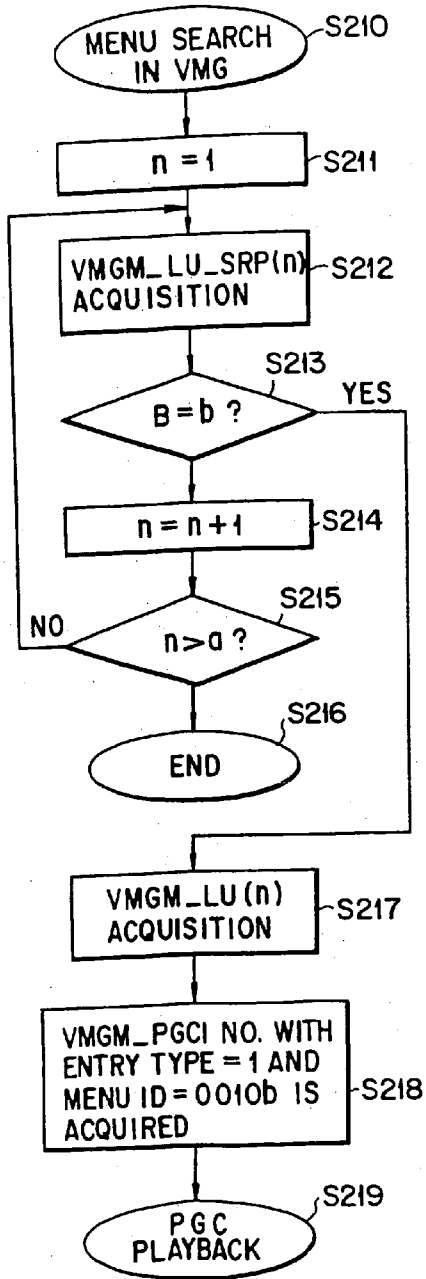 MENU SEARCH
IN VMG
S210
n = 1
S211
VMGM_LU_SRP(n)
ACQUISITION
S212
S213
B = b ?
YES
n = n+1
S214
S215
NO
n > a ?
S216
END
VMGM_LU (n)
ACQUISITION
S217
VMGM_PGCI NO. WITH
ENTRY TYPE = 1 AND
MENU ID = 0010b IS
ACQUIRED
S218
S219
PGC
PLAYBACK